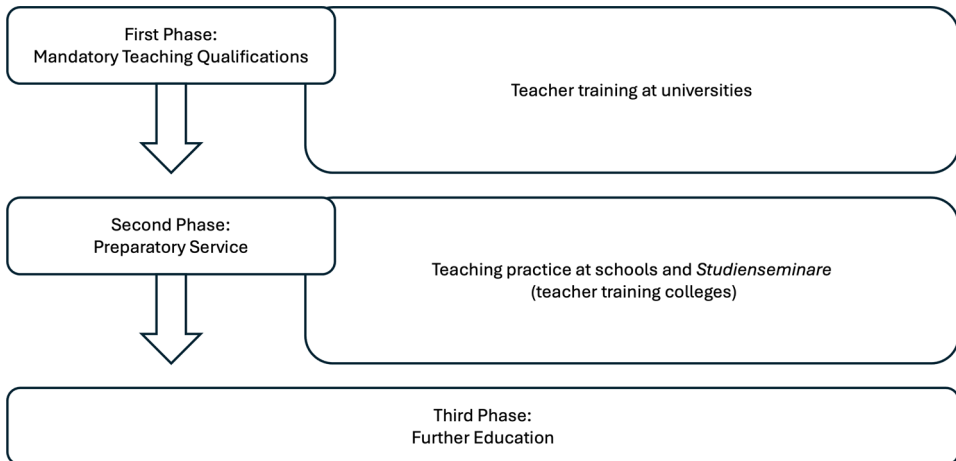 First Phase:
Mandatory Teaching Qualifications
Teacher training at universities
Second Phase:
Preparatory Service
Teaching practice at schools and Studienseminare
(teacher training colleges)
Third Phase:
Further Education